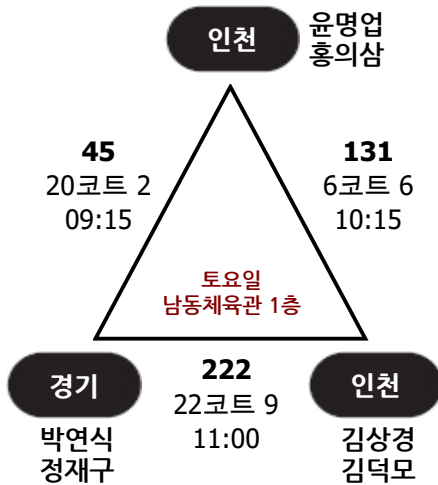 인천
윤명업
홍의삼
45
20코트 2
09:15
131
6코트 6
10:15
토요일
남동체육관 1층
경기
박연식
정재구
222
22코트 9
11:00
인천
김상경
김덕모